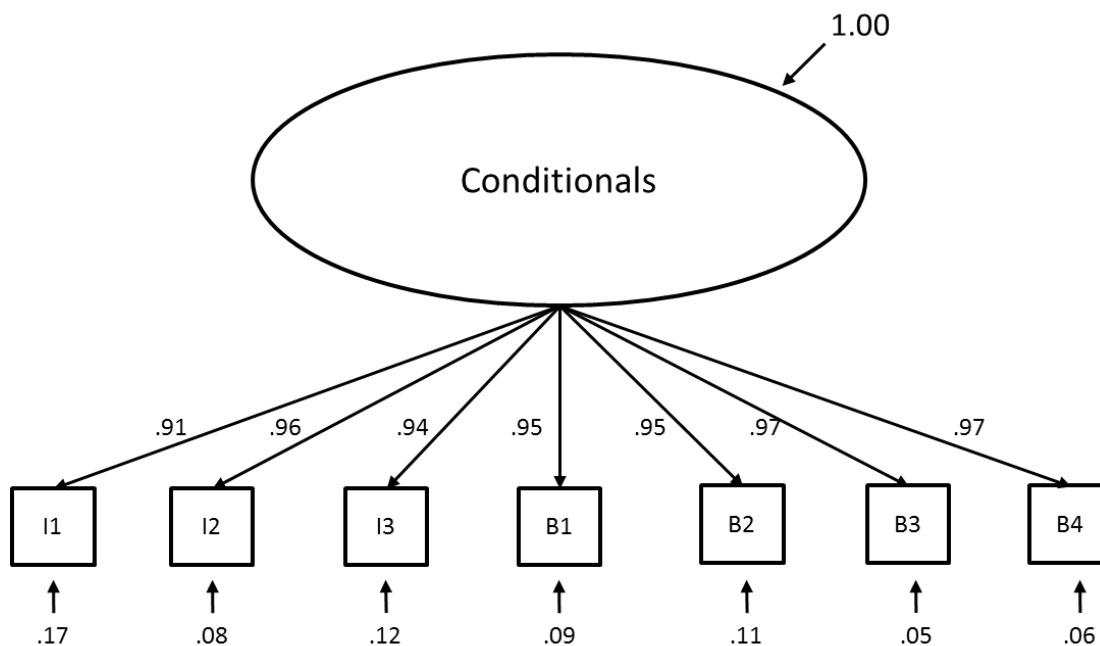 1.00
Conditionals
.91 .96 .94 .95 .95 .97 .97
I1 I2 I3 B1 B2 B3 B4
.17 .08 .12 .09 .11 .05 .06